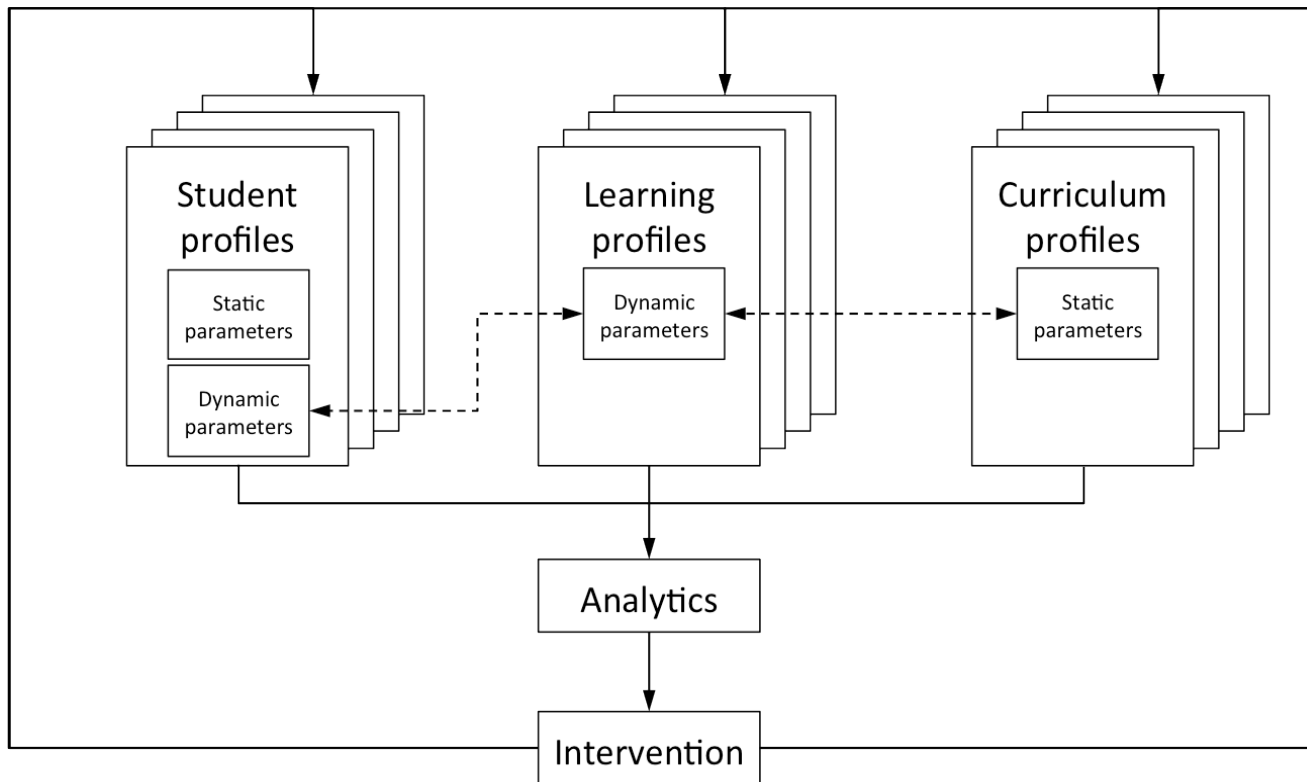 Student
profiles
Static
parameters
Dynamic
parameters
Learning
profiles
Dynamic
parameters
Curriculum
profiles
Static
parameters
Analytics
Intervention